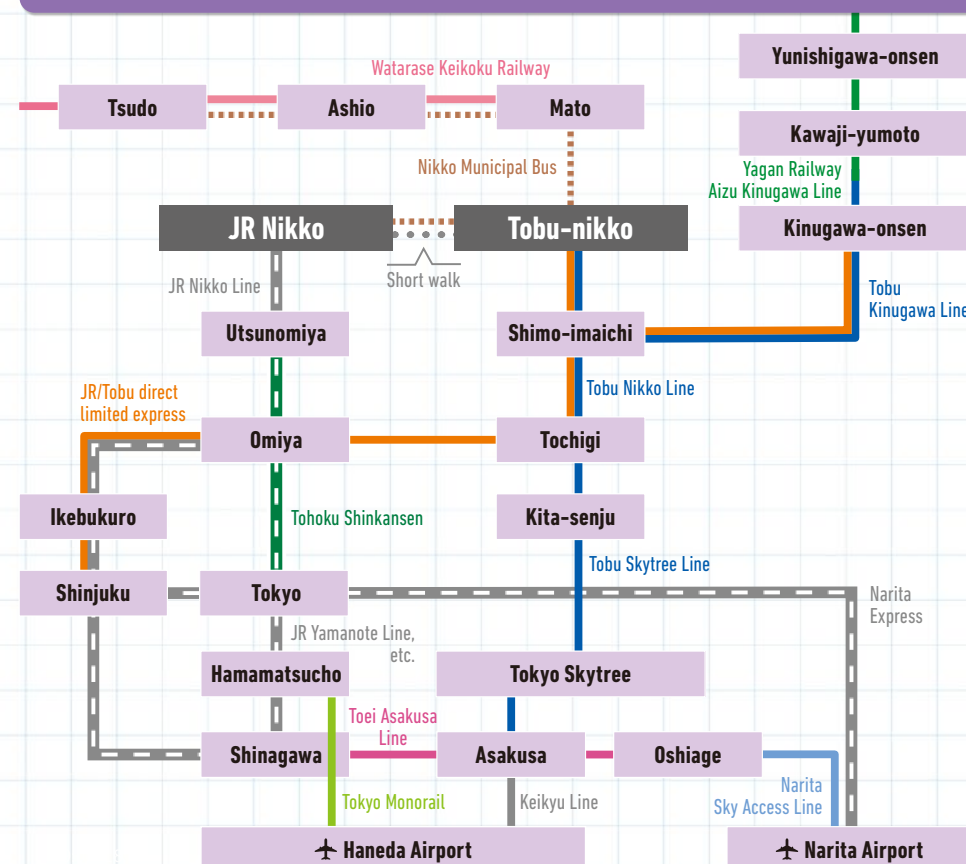 Yunishigawa-onsen
Watarase Keikoku Railway
Tsudo
Ashio
Mato
Kawaji-yumoto
Nikko Municipal Bus
Yagan Railway
Aizu Kinugawa Line
JR Nikko
Tobu-nikko
Kinugawa-onsen
JR Nikko Line
Short walk
Tobu
Kinugawa Line
Utsunomiya
Shimo-imaichi
JR/Tobu direct
limited express
Tobu Nikko Line
Omiya
Tochigi
Ikebukuro
Tohoku Shinkansen
Kita-senju
Tobu Skytree Line
Shinjuku
Tokyo
Narita
Express
JR Yamanote Line,
etc.
Hamamatsucho
Tokyo Skytree
Toei Asakusa
Line
Shinagawa
Asakusa
Oshiage
Tokyo Monorail
Keikyu Line
Narita
Sky Access Line
Haneda Airport
Narita Airport